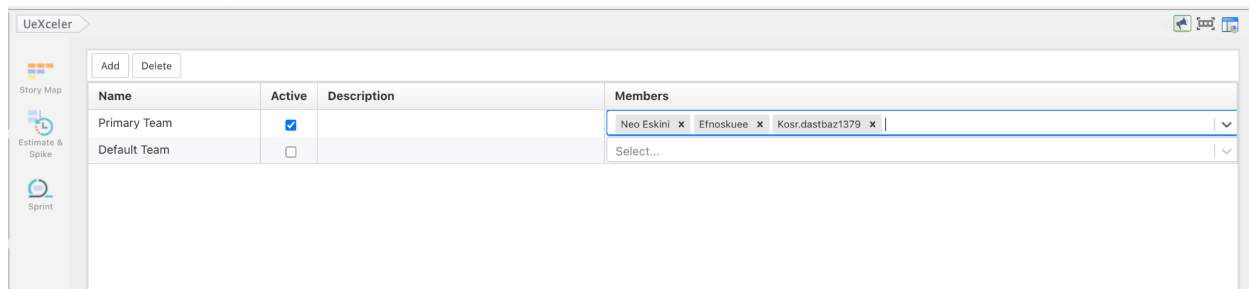 UeXceler
Add Delete
Story Map
Name Active Description Members
Primary Team Neo Eskini x Efnoskuee x Kosr.dastbaz1379 x
Estimate &
Spike
Default Team Select...
Sprint